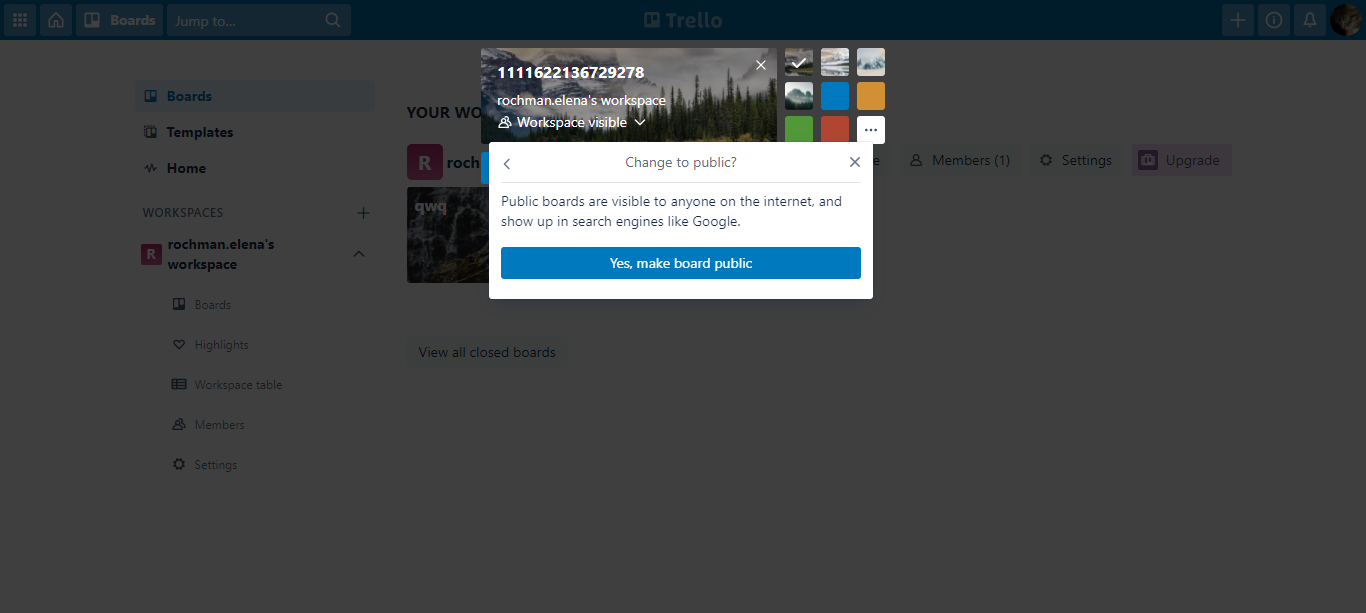 Boards
Jump to...
Trello
Boards
Templates
Home
WORKSPACES
R
rochman.elena's
workspace
Boards
Highlights
Workspace table
Members
Settings
1111622136729278
rochman.elena's workspace
Workspace visible
Change to public?
Public boards are visible to anyone on the internet, and
show up in search engines like Google.
Yes, make board public
YOUR WO
R
roch
Members (1)
Settings
Upgrade
qwq
View all closed boards